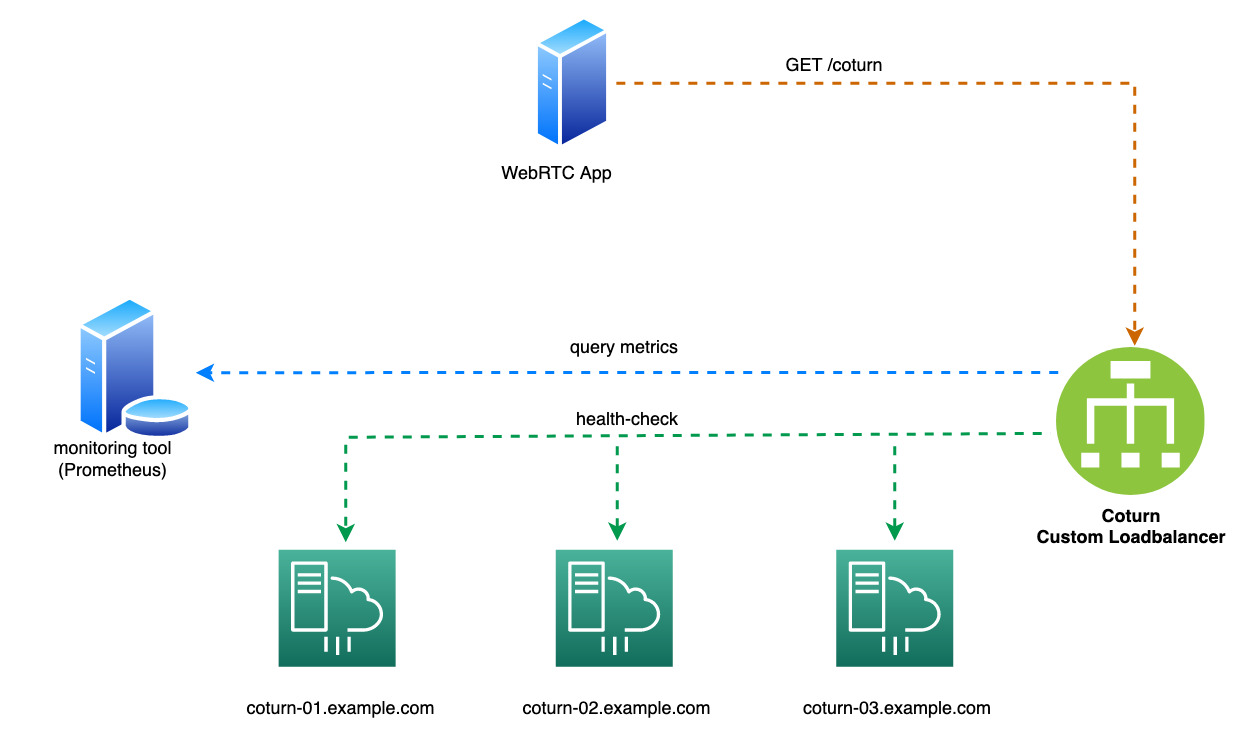 GET /coturn
WebRTC App
query metrics
health-check
monitoring tool
(Prometheus)
Coturn
Custom Loadbalancer
coturn-01.example.com
coturn-02.example.com
coturn-03.example.com